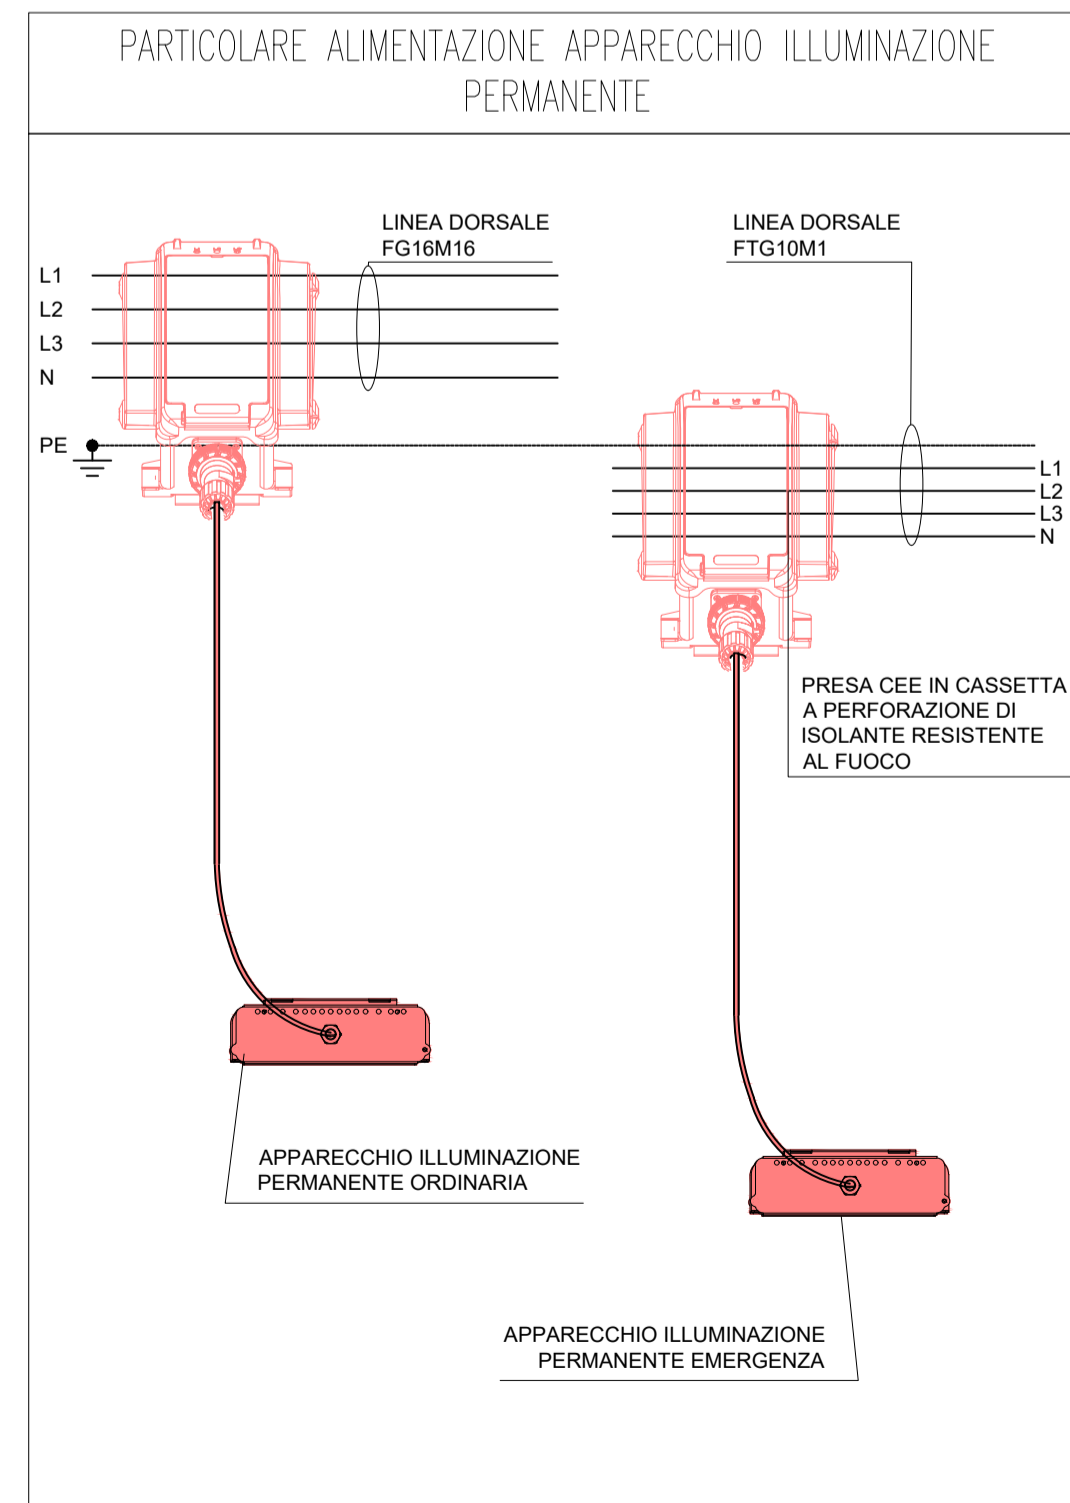 PARTICOLARE ALIMENTAZIONE APPARECCHIO ILLUMINAZIONE
PERMANENTE
LINEA DORSALE
FG16M16
LINEA DORSALE
FTG10M1
L1
L2
L3
N
PE
L1
L2
L3
N
PRESA CEE IN CASSETTA
A PERFORAZIONE DI
ISOLANTE RESISTENTE
AL FUOCO
APPARECCHIO ILLUMINAZIONE
PERMANENTE ORDINARIA
APPARECCHIO ILLUMINAZIONE
PERMANENTE EMERGENZA